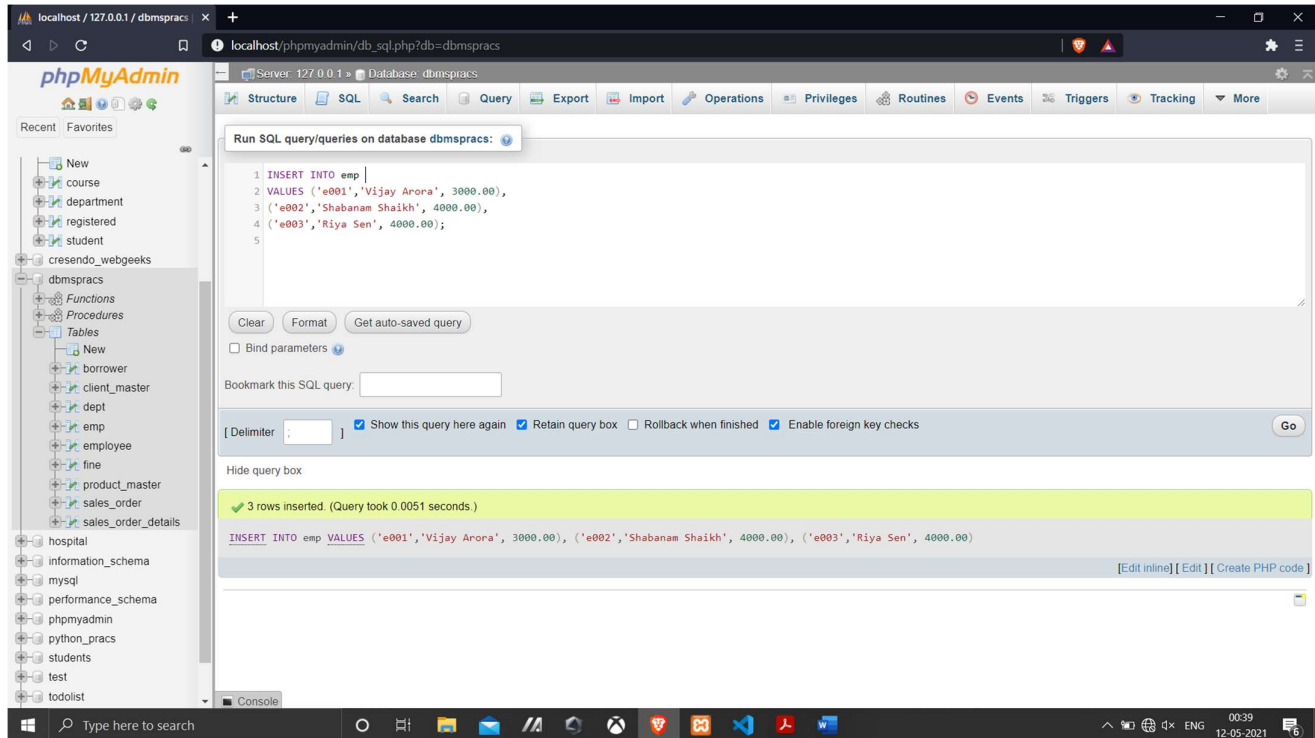 localhost / 127.0.0.1 / dbmspracs |
localhost/phpmyadmin/db_sql.php?db=dbmspracs
phpMyAdmin
Recent Favorites
New
course
department
registered
student
cresendo_webgeeks
dbmspracs
Functions
Procedures
Tables
New
borrower
client_master
dept
emp
employee
fine
product_master
sales_order
sales_order_details
hospital
information_schema
mysql
performance_schema
phpmyadmin
python_pracs
students
test
todolist
Server: 127.0.0.1 » Database: dbmspracs
Structure SQL Search Query Export Import Operations Privileges Routines Events Triggers Tracking More
Run SQL query/queries on database dbmspracs:
1 INSERT INTO emp
2 VALUES ('e001','Vijay Arora', 3000.00),
3 ('e002','Shabanam Shaikh', 4000.00),
4 ('e003','Riya Sen', 4000.00);
5
Clear Format Get auto-saved query
Bind parameters
Bookmark this SQL query:
[ Delimiter ; ] Show this query here again Retain query box Rollback when finished Enable foreign key checks Go
Hide query box
3 rows inserted. (Query took 0.0051 seconds.)
INSERT INTO emp VALUES ('e001','Vijay Arora', 3000.00), ('e002','Shabanam Shaikh', 4000.00), ('e003','Riya Sen', 4000.00)
[Edit inline] [ Edit ] [ Create PHP code ]
Console
Type here to search
ENG
00:39
12-05-2021
6